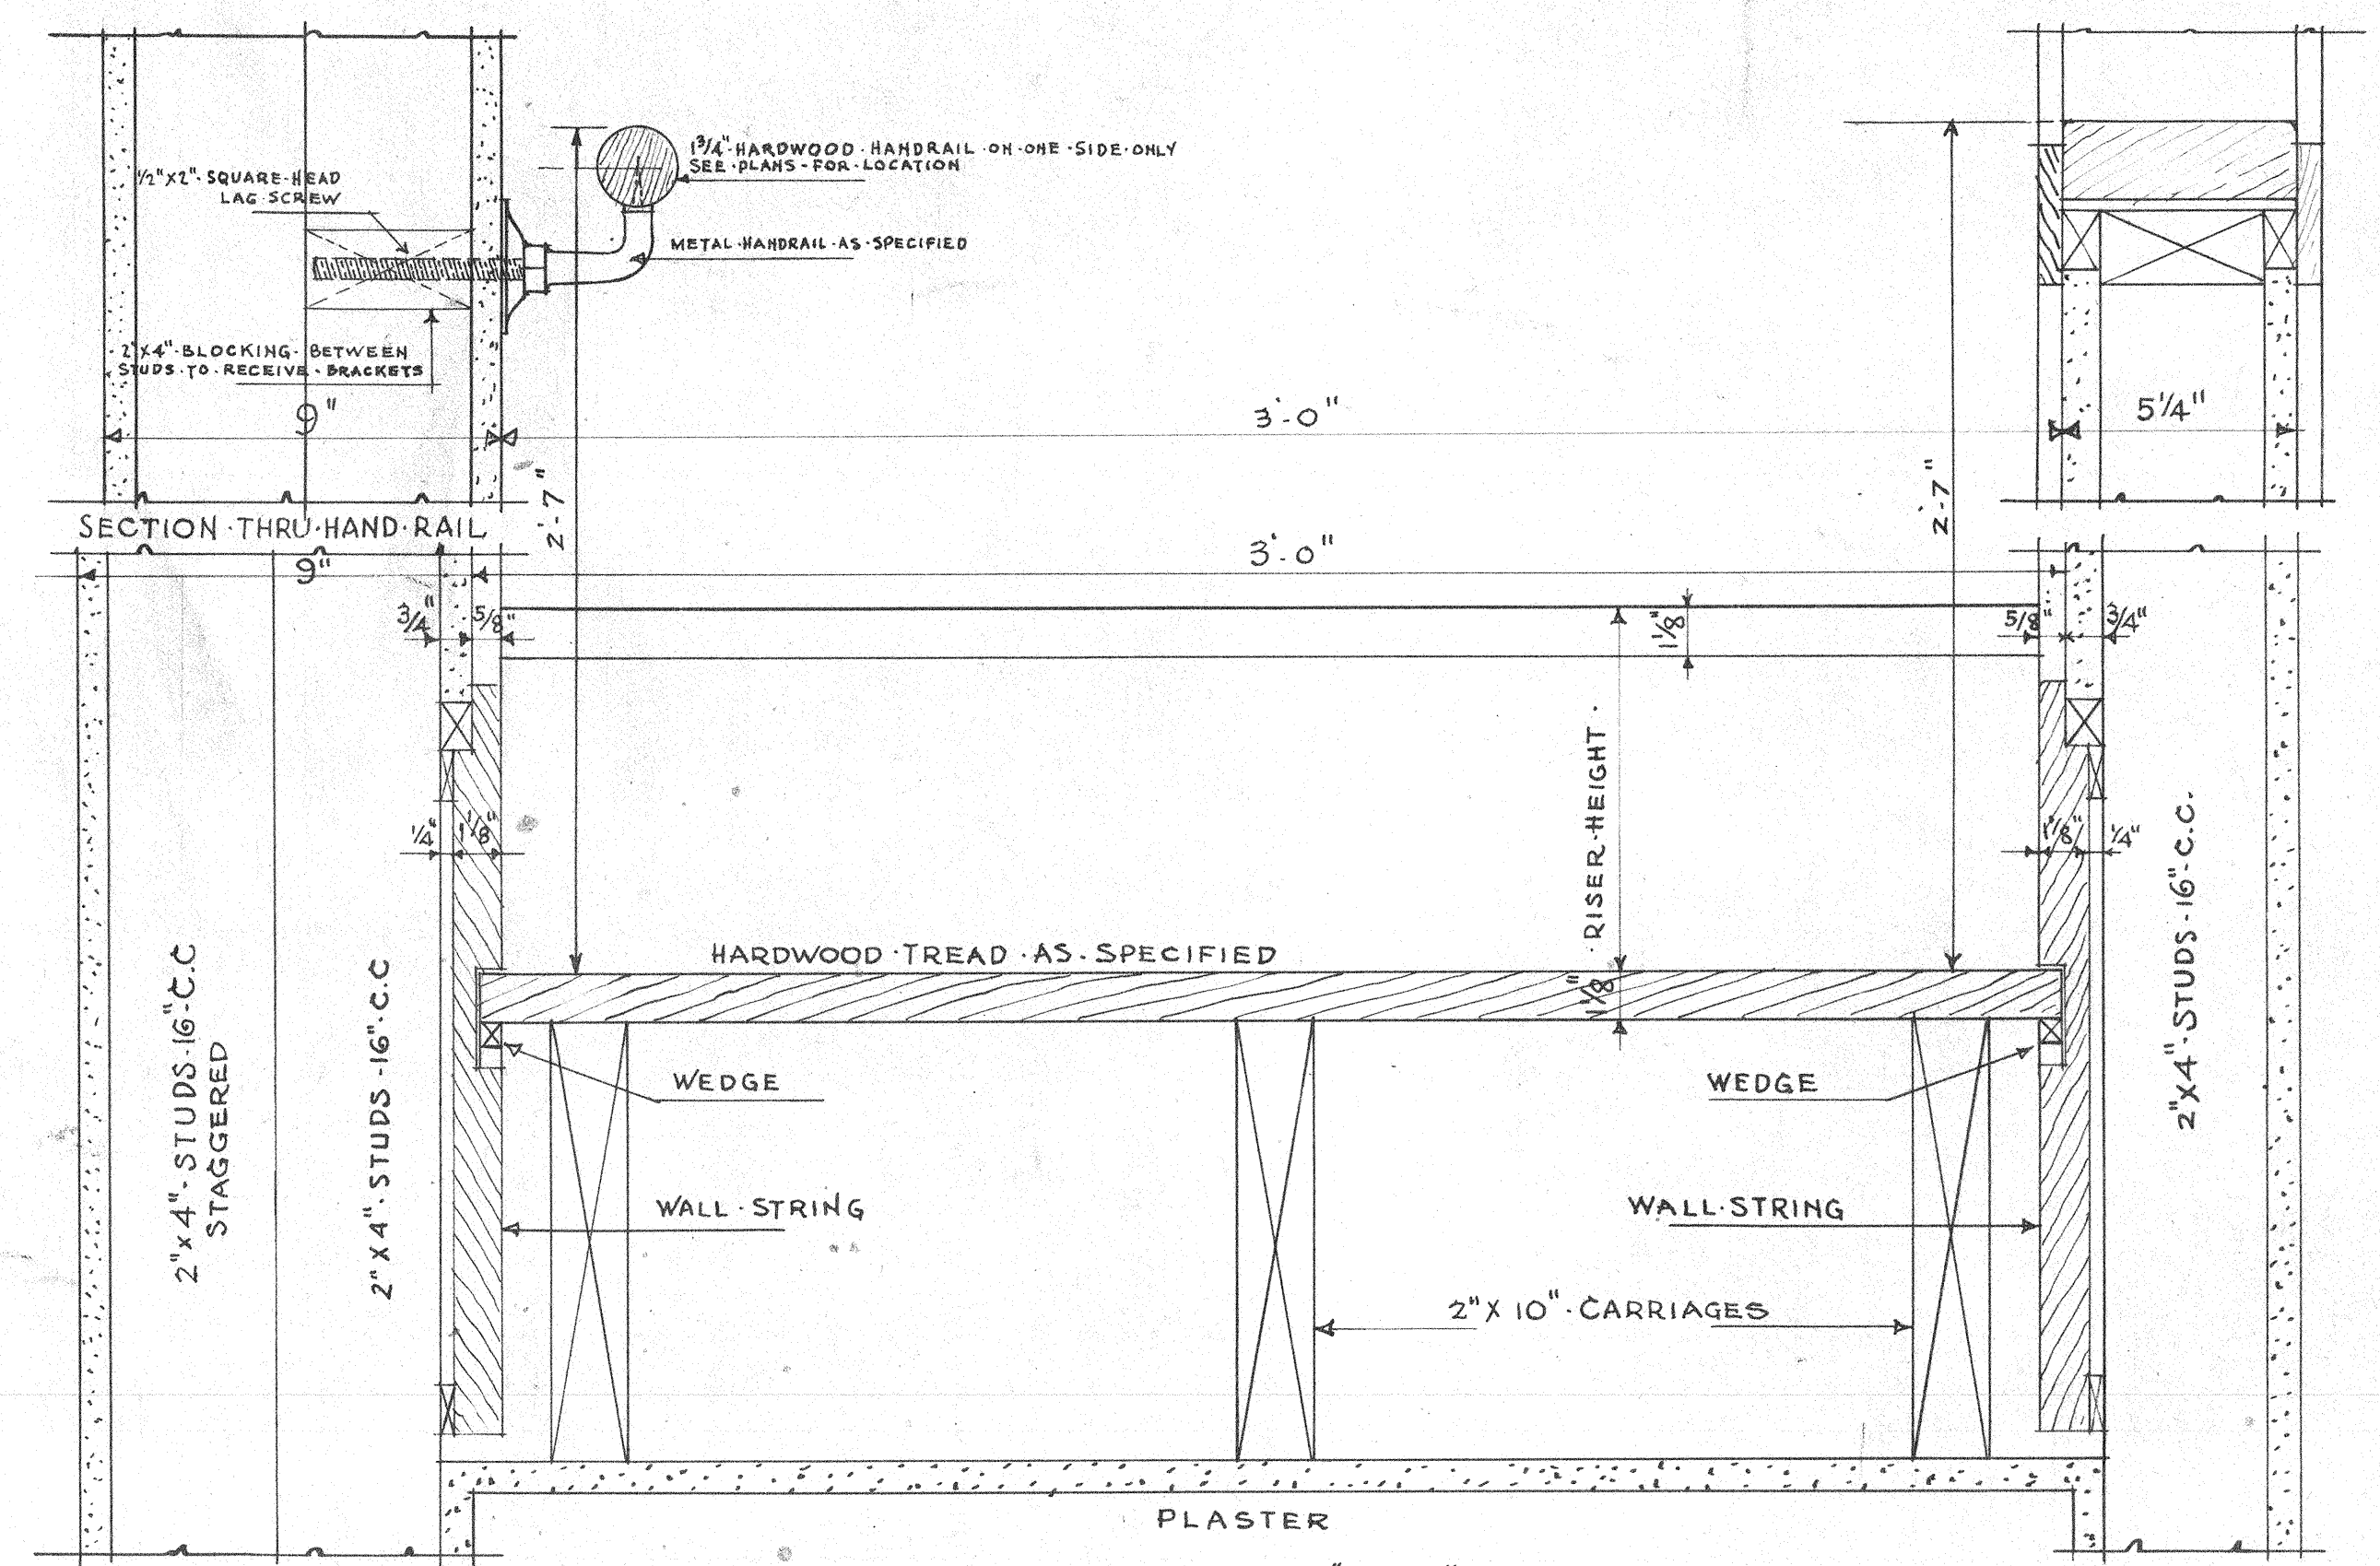 1/2"X2"·SQUARE·HEAD
LAG·SCREW
1 3/4"·HARDWOOD·HANDRAIL·ON·ONE·SIDE·ONLY
SEE·PLANS·FOR·LOCATION
METAL·HANDRAIL·AS·SPECIFIED
2"X4"·BLOCKING·BETWEEN
STUDS·TO·RECEIVE·BRACKETS
9"
3'-0"
5 1/4"
2'-7"
2'-7"
SECTION·THRU·HAND·RAIL
9"
3'-0"
3/4"
5/8"
1 1/8"
5/8"
3/4"
·RISER·HEIGHT·
1/4"
1 1/8"
1 1/8"
1/4"
HARDWOOD·TREAD·AS·SPECIFIED
1 1/8"
2"X4"·STUDS·16"·C.C
STAGGERED
2"X4"·STUDS·16"·C.C
2"X4"·STUDS·16"·C.C.
WEDGE
WEDGE
WALL·STRING
WALL·STRING
2"X10"·CARRIAGES
PLASTER